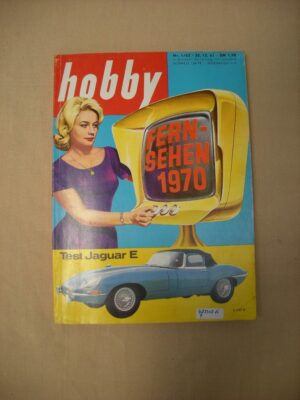 hobby
FERN-
SEHEN
1970
Test Jaguar E